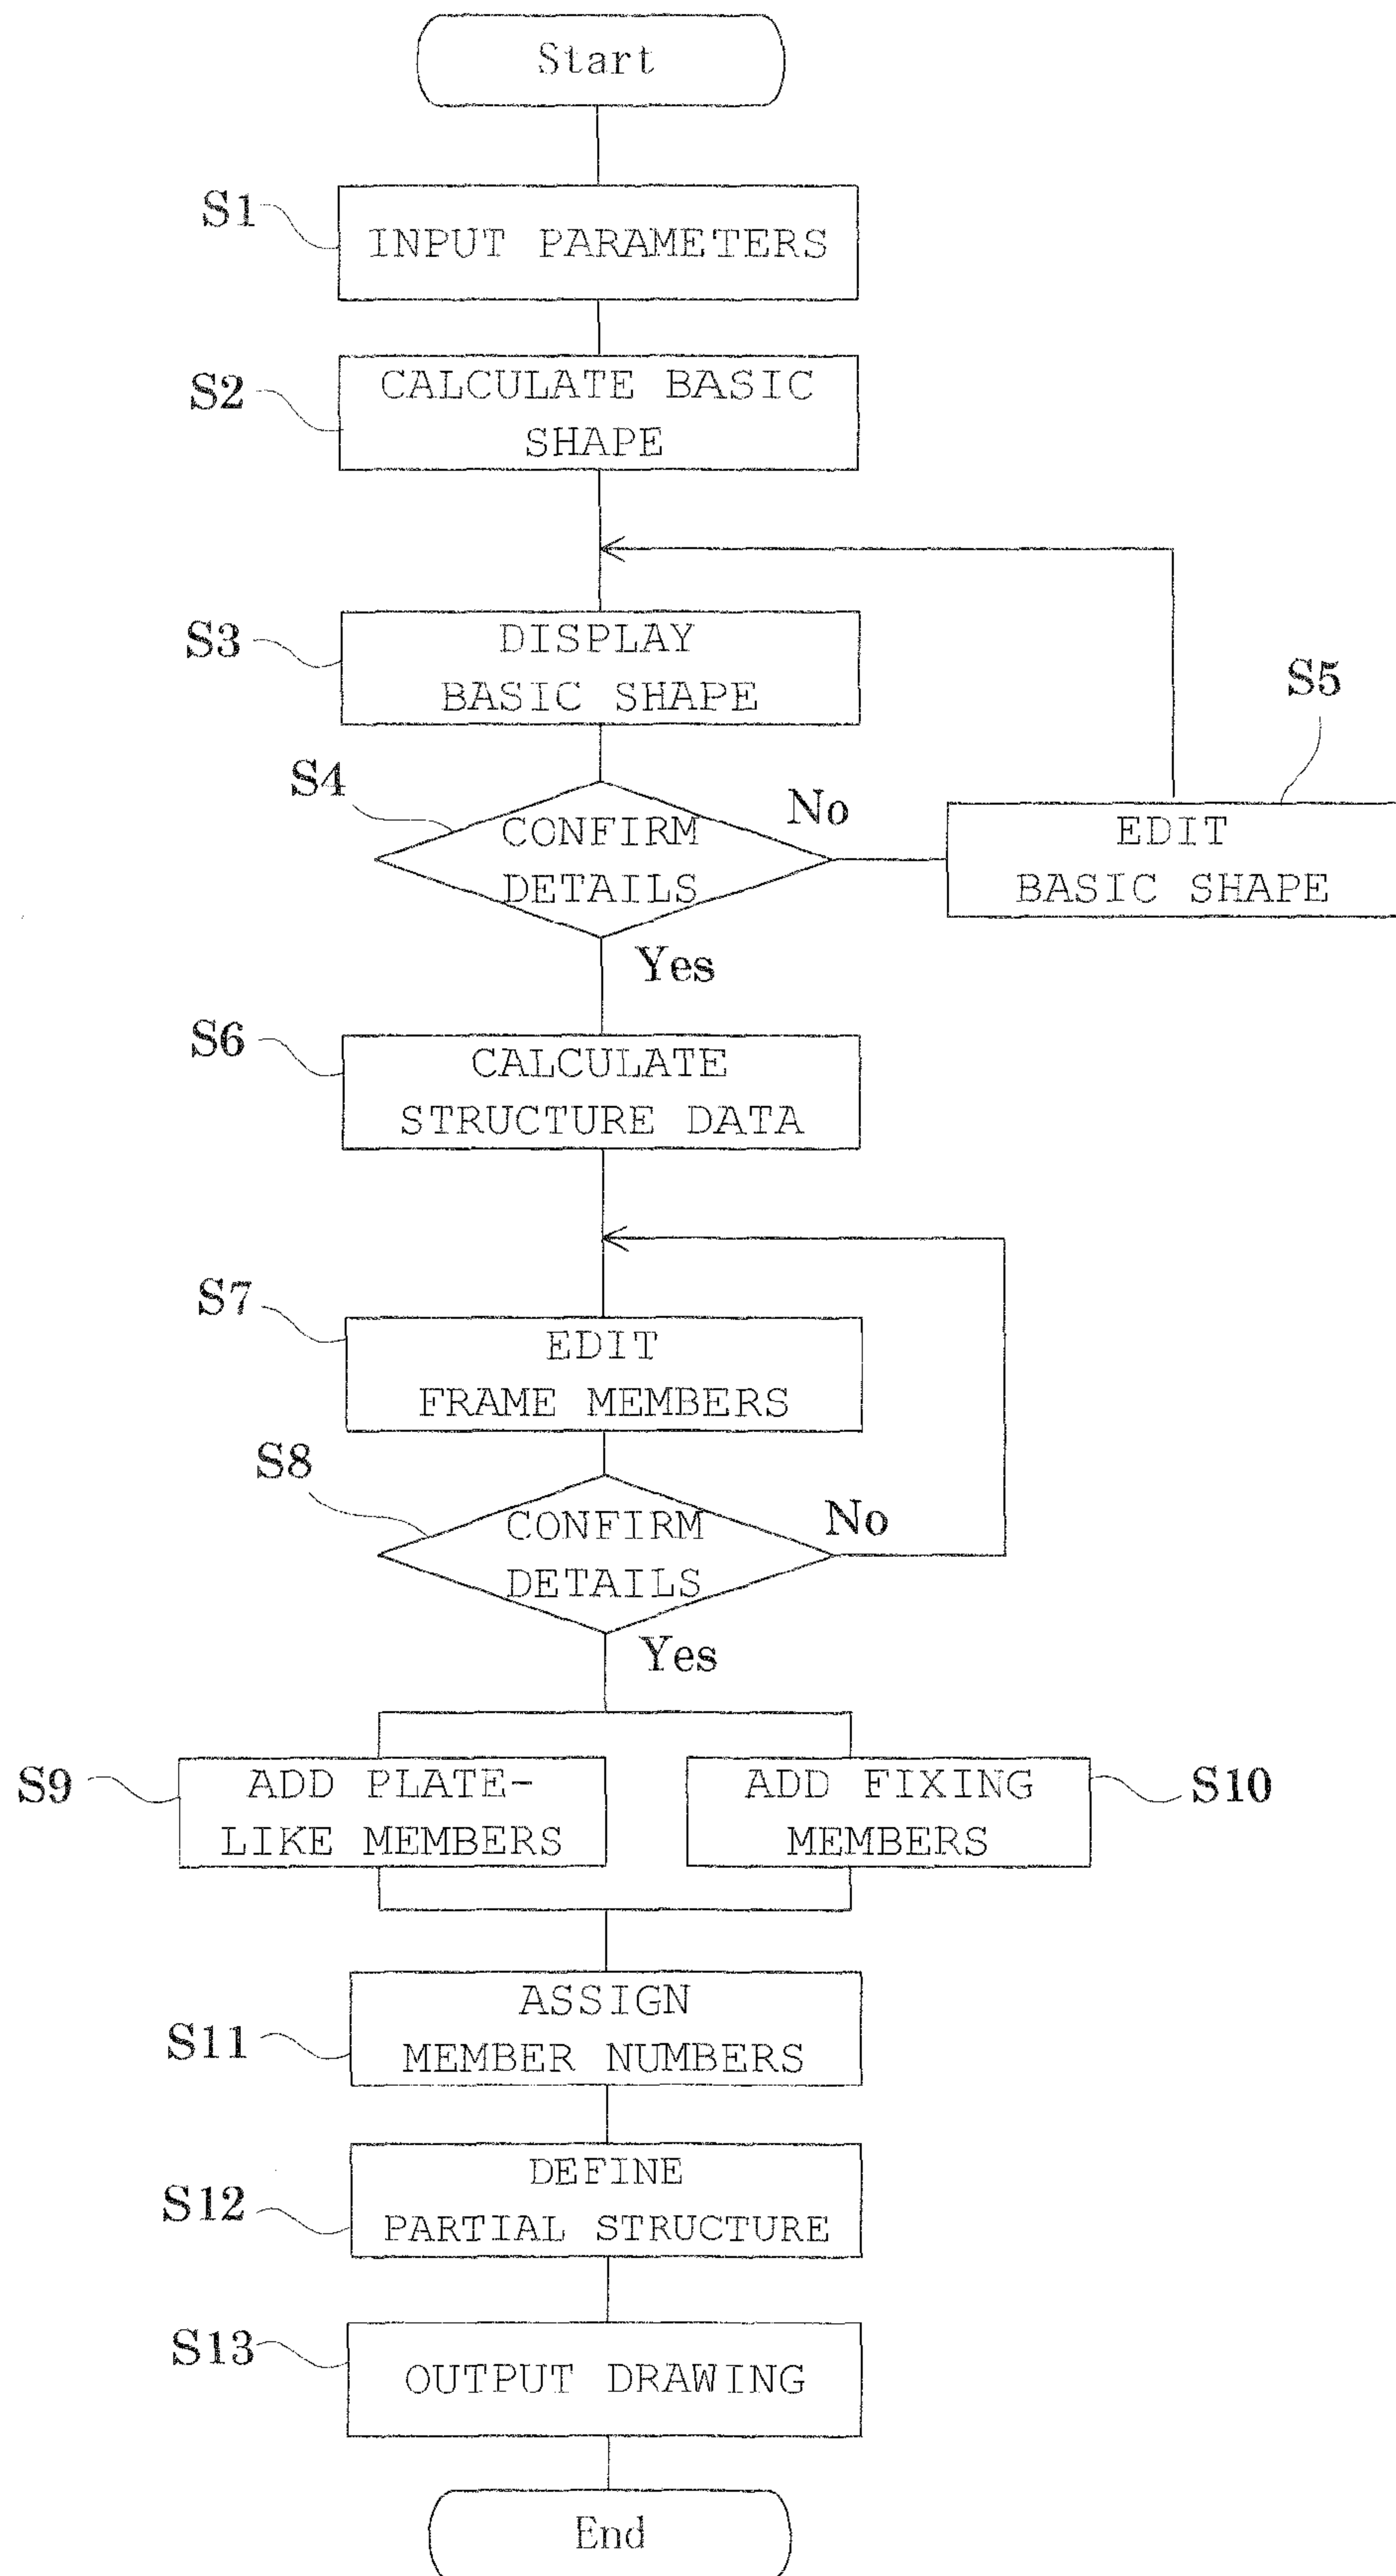 Start
S1
INPUT PARAMETERS
S2
CALCULATE BASIC
SHAPE
S3
DISPLAY
BASIC SHAPE
S4
CONFIRM
DETAILS
No
S5
EDIT
BASIC SHAPE
Yes
S6
CALCULATE
STRUCTURE DATA
S7
EDIT
FRAME MEMBERS
S8
CONFIRM
DETAILS
No
Yes
S9
ADD PLATE-
LIKE MEMBERS
ADD FIXING
MEMBERS
S10
S11
ASSIGN
MEMBER NUMBERS
S12
DEFINE
PARTIAL STRUCTURE
S13
OUTPUT DRAWING
End